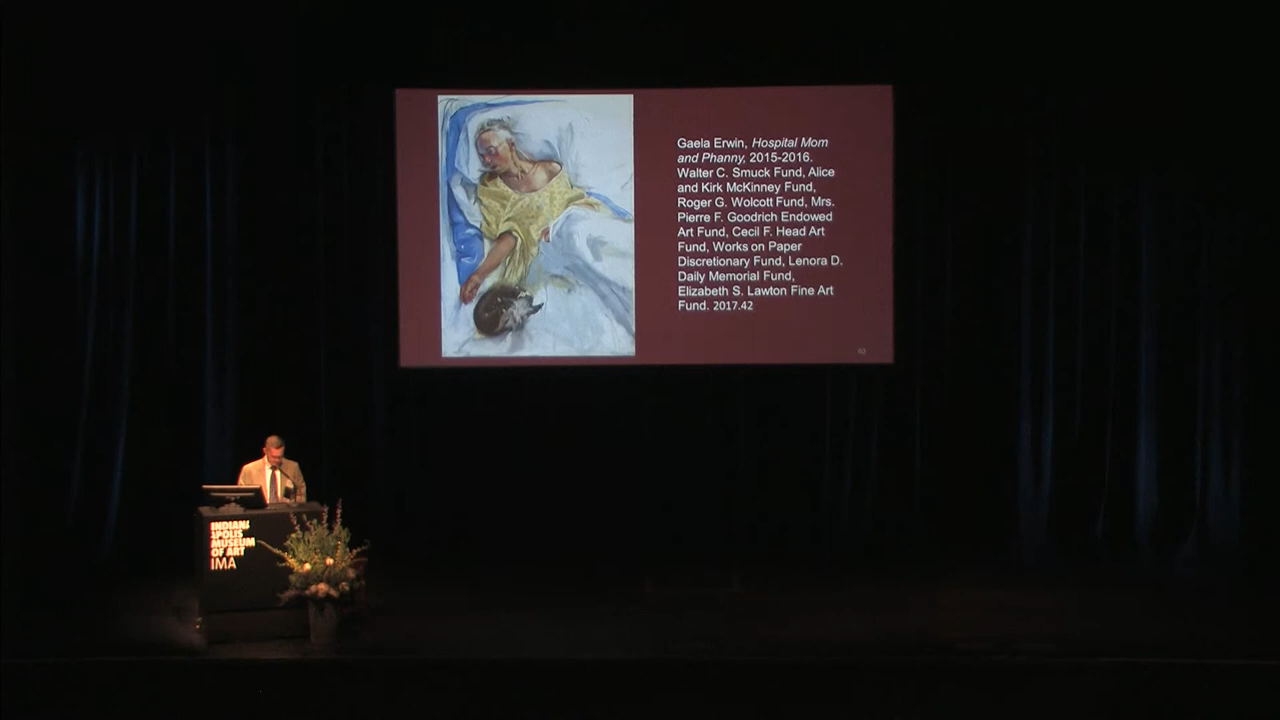 Gaela Erwin, Hospital Mom
and Phanny, 2015-2016.
Walter C. Smuck Fund, Alice
and Kirk McKinney Fund,
Roger G. Wolcott Fund, Mrs.
Pierre F. Goodrich Endowed
Art Fund, Cecil F. Head Art
Fund, Works on Paper
Discretionary Fund, Lenora D.
Daily Memorial Fund,
Elizabeth S. Lawton Fine Art
Fund. 2017.42
INDIAN
APOLIS
MUSEUM
OF ART
IMA